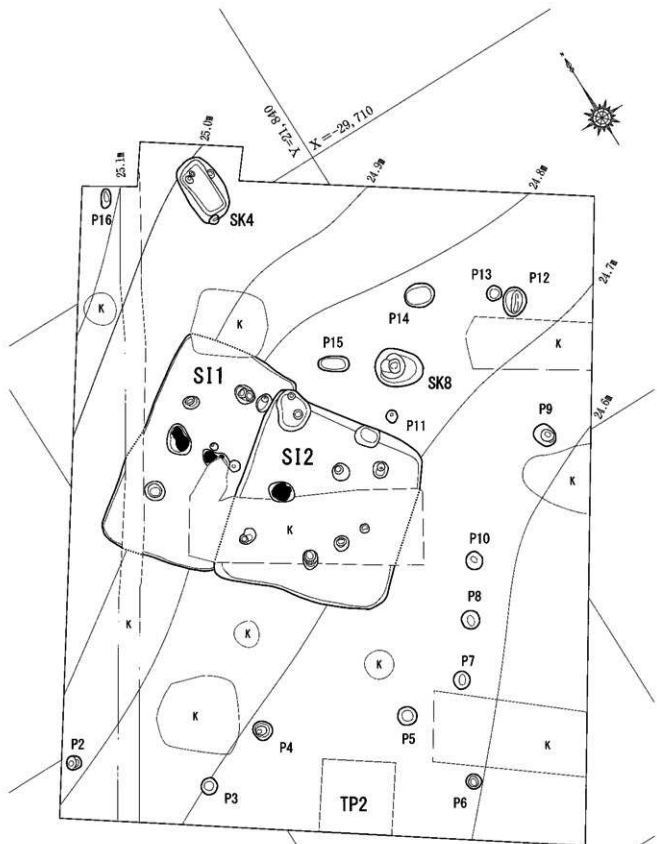 Y=21,840
X=-29,710
25.1m
25.0m
24.9m
24.8m
24.7m
24.6m
P16
SK4
K
K
P13
P12
P14
K
P15
SK8
SI1
P11
P9
SI2
K
K
P10
P8
K
K
K
P7
K
P5
K
P4
P2
P3
TP2
P6